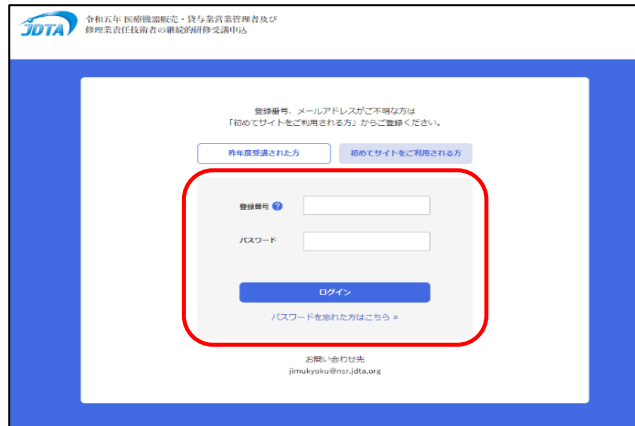 JDTA
令和五年 医療機器販売・貸与業営業管理者及び
修理業責任技術者の継続的研修受講申込
登録番号、メールアドレスがご不明な方は
「初めてサイトをご利用される方」からご登録ください。
昨年度受講された方
初めてサイトをご利用される方
登録番号 ?
パスワード
ログイン
パスワードを忘れた方はこちら »
お問い合わせ先
jimukyoku@nsr.jdta.org